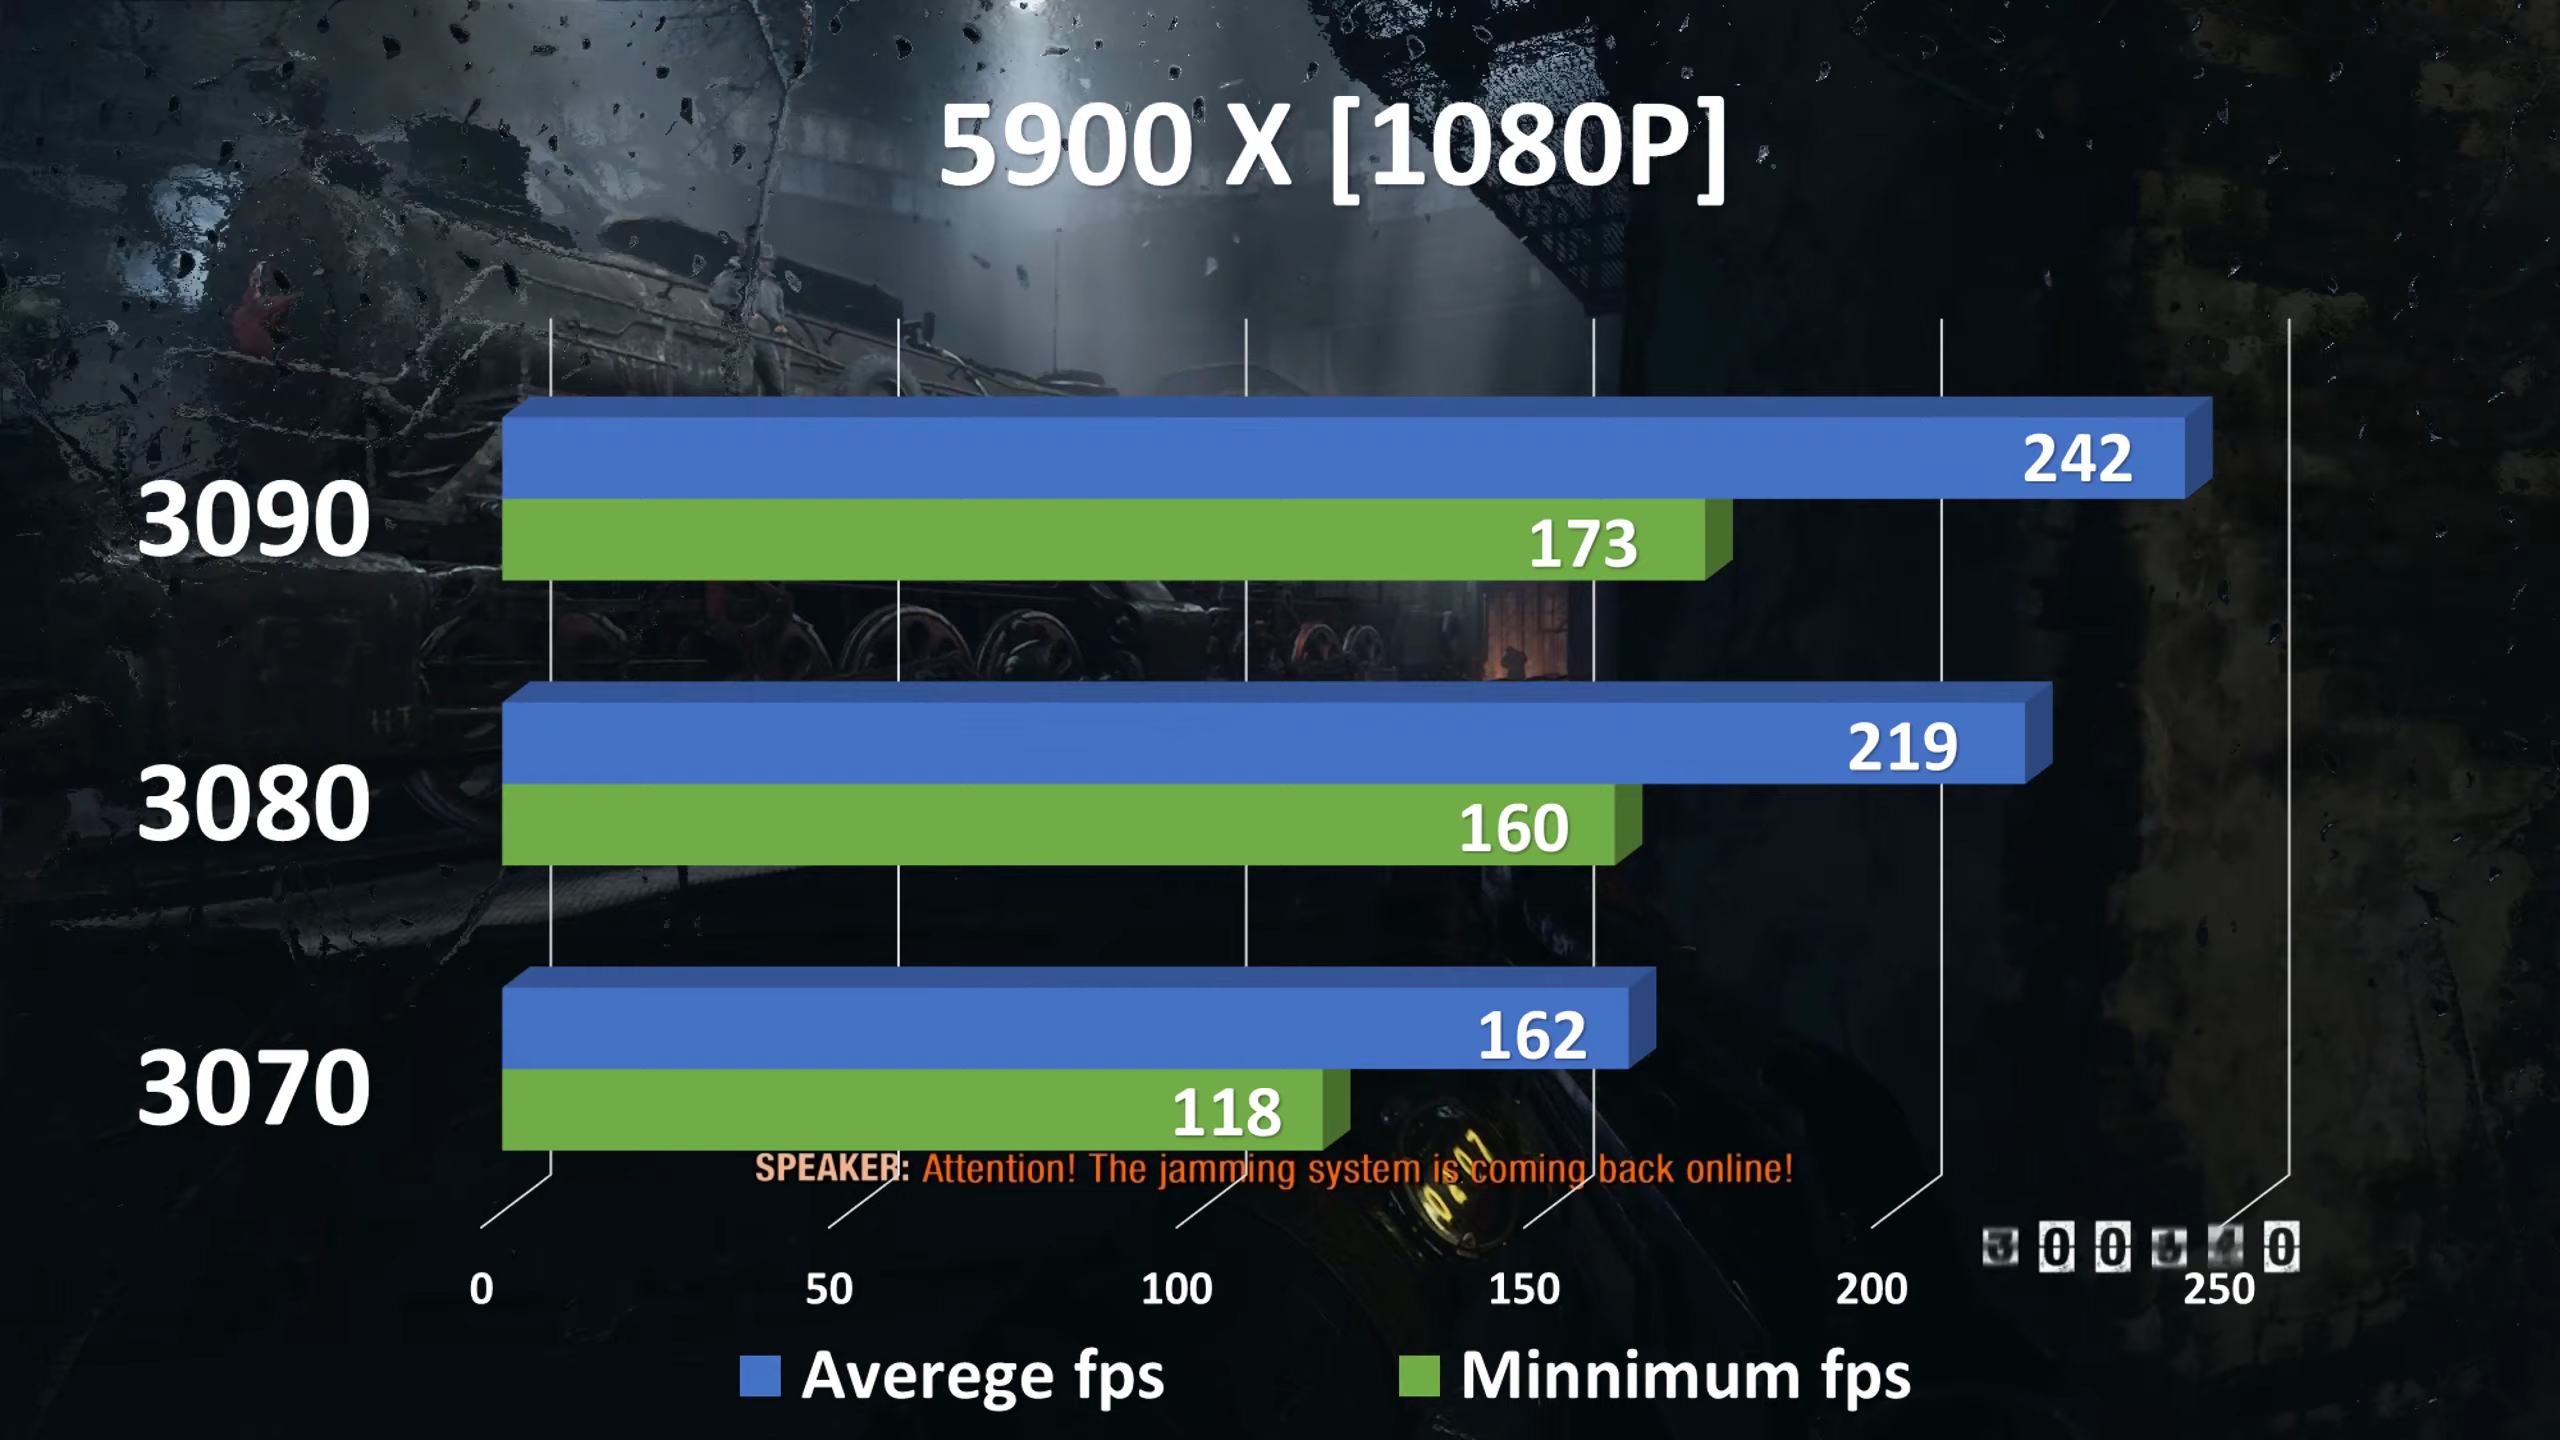 5900 X [1080P]
3090
242
173
3080
219
160
3070
162
118
SPEAKER: Attention! The jamming system is coming back online!
0 50 100 150 200 250
Averege fps Minnimum fps